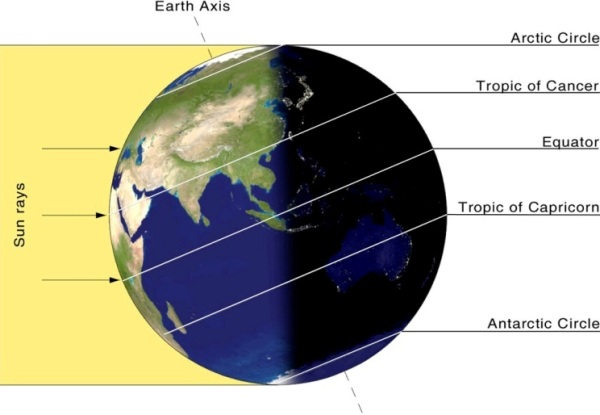 Earth Axis
Arctic Circle
Tropic of Cancer
Equator
Sun rays
Tropic of Capricorn
Antarctic Circle